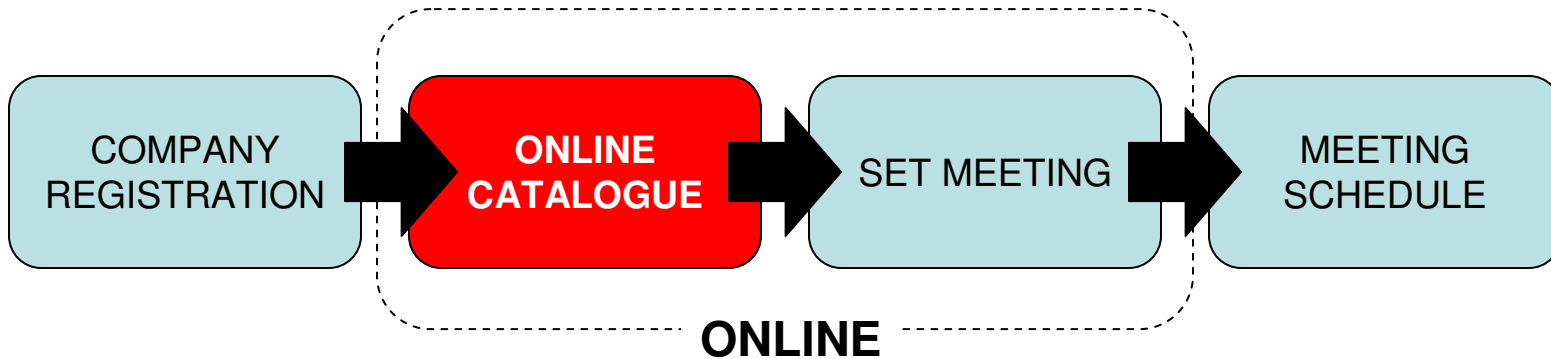 COMPANY
REGISTRATION
ONLINE
CATALOGUE
SET MEETING
MEETING
SCHEDULE
ONLINE